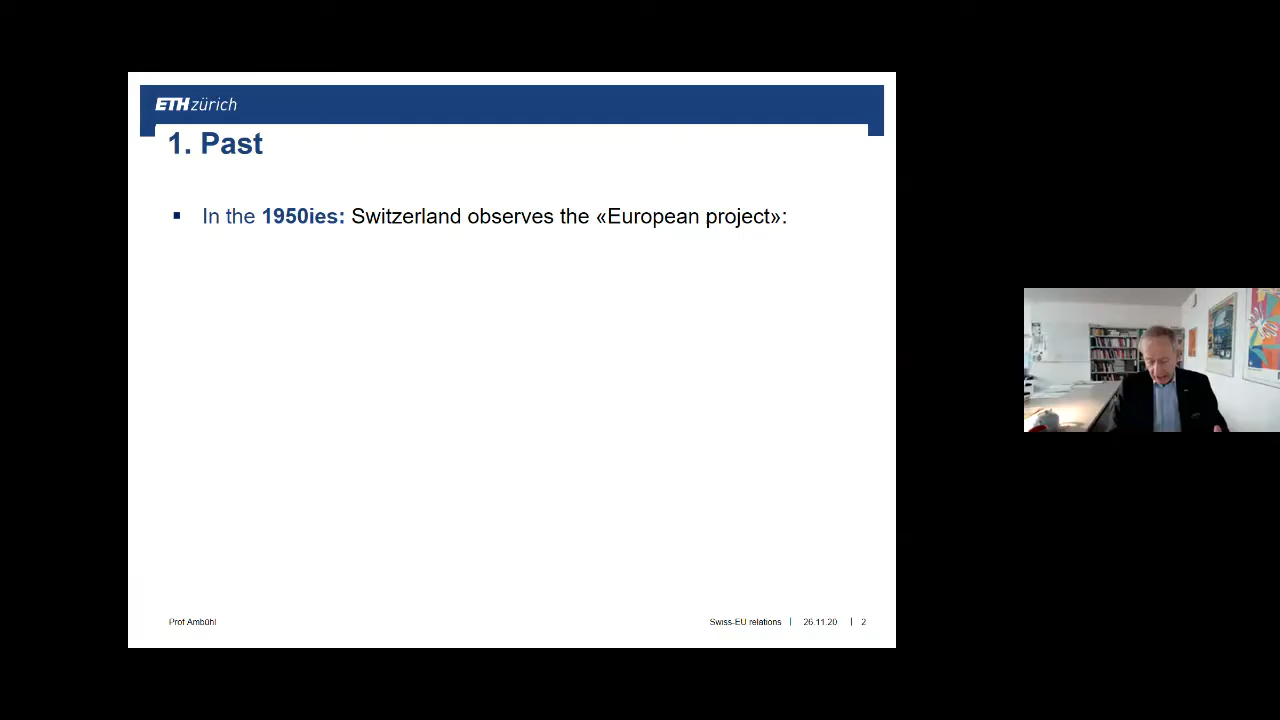 ETH zürich
1. Past
▪ In the 1950ies: Switzerland observes the «European project»:
Prof Ambühl
Swiss-EU relations | 26.11.20 | 2